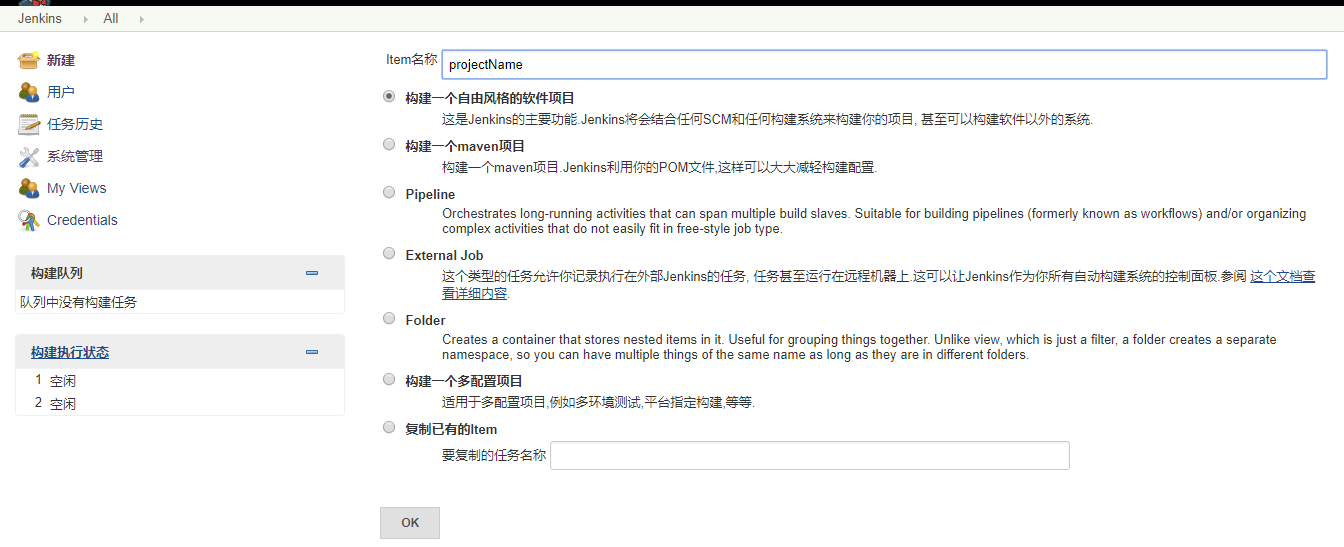 Jenkins All
新建
用户
任务历史
系统管理
My Views
Credentials
构建队列
队列中没有构建任务
构建执行状态
1 空闲
2 空闲
Item名称 projectName
构建一个自由风格的软件项目
这是Jenkins的主要功能.Jenkins将会结合任何SCM和任何构建系统来构建你的项目, 甚至可以构建软件以外的系统.
构建一个maven项目
构建一个maven项目.Jenkins利用你的POM文件,这样可以大大减轻构建配置.
Pipeline
Orchestrates long-running activities that can span multiple build slaves. Suitable for building pipelines (formerly known as workflows) and/or organizing
complex activities that do not easily fit in free-style job type.
External Job
这个类型的任务允许你记录执行在外部Jenkins的任务, 任务甚至运行在远程机器上.这可以让Jenkins作为你所有自动构建系统的控制面板.参阅 这个文档查
看详细内容.
Folder
Creates a container that stores nested items in it. Useful for grouping things together. Unlike view, which is just a filter, a folder creates a separate
namespace, so you can have multiple things of the same name as long as they are in different folders.
构建一个多配置项目
适用于多配置项目,例如多环境测试,平台指定构建,等等.
复制已有的Item
要复制的任务名称
OK